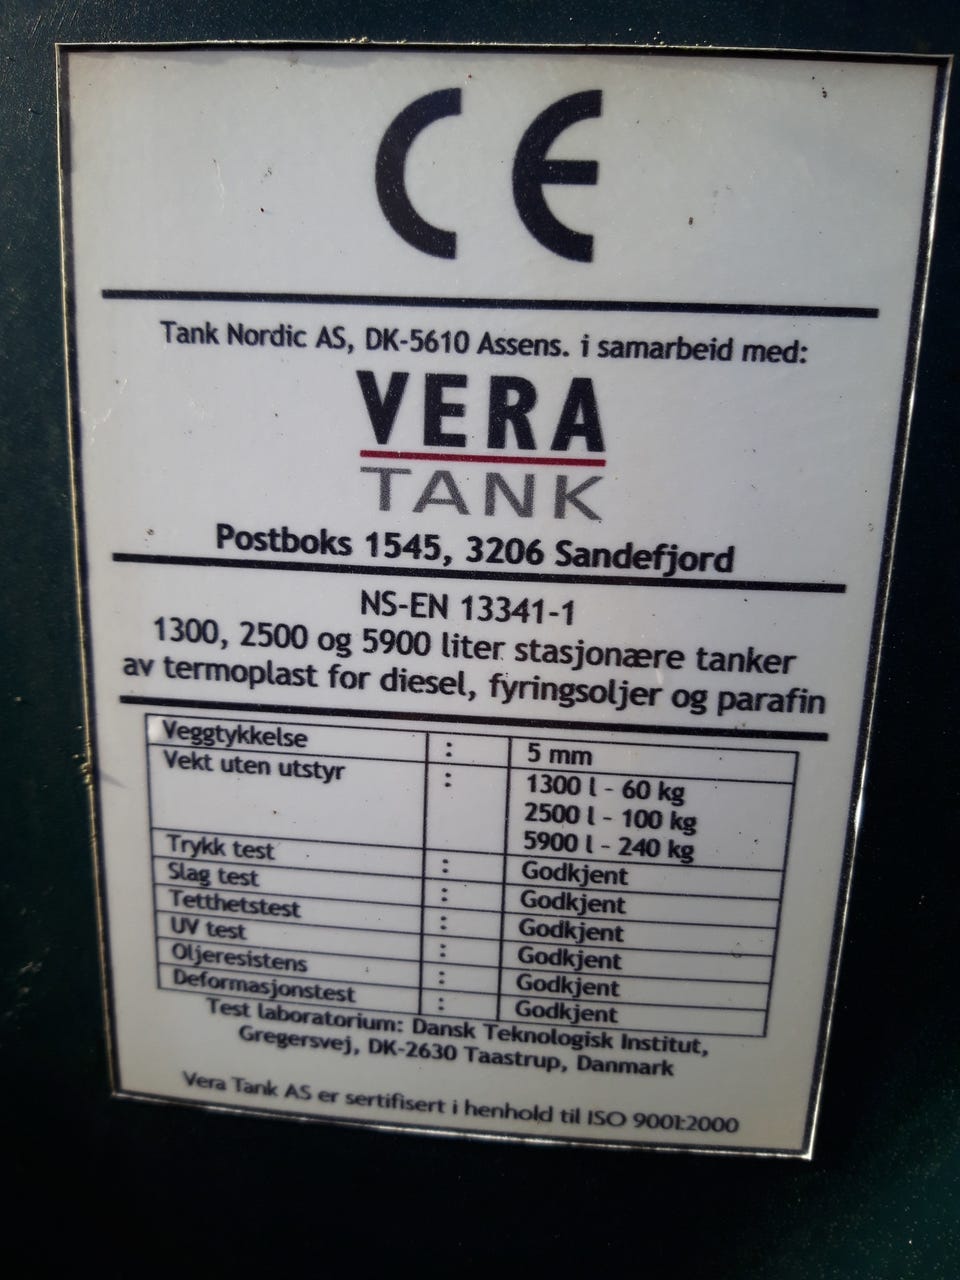 CE
Tank Nordic AS, DK-5610 Assens. i samarbeid med:
VERA
TANK
Postboks 1545, 3206 Sandefjord
NS-EN 13341-1
1300, 2500 og 5900 liter stasjonære tanker
av termoplast for diesel, fyringsoljer og parafin
Veggtykkelse : 5 mm
Vekt uten utstyr : 1300 l - 60 kg
2500 l - 100 kg
5900 l - 240 kg
Trykk test : Godkjent
Slag test : Godkjent
Tetthetstest : Godkjent
UV test : Godkjent
Oljeresistens : Godkjent
Deformasjonstest : Godkjent
Test laboratorium: Dansk Teknologisk Institut,
Gregersvej, DK-2630 Taastrup, Danmark
Vera Tank AS er sertifisert i henhold til ISO 9001:2000